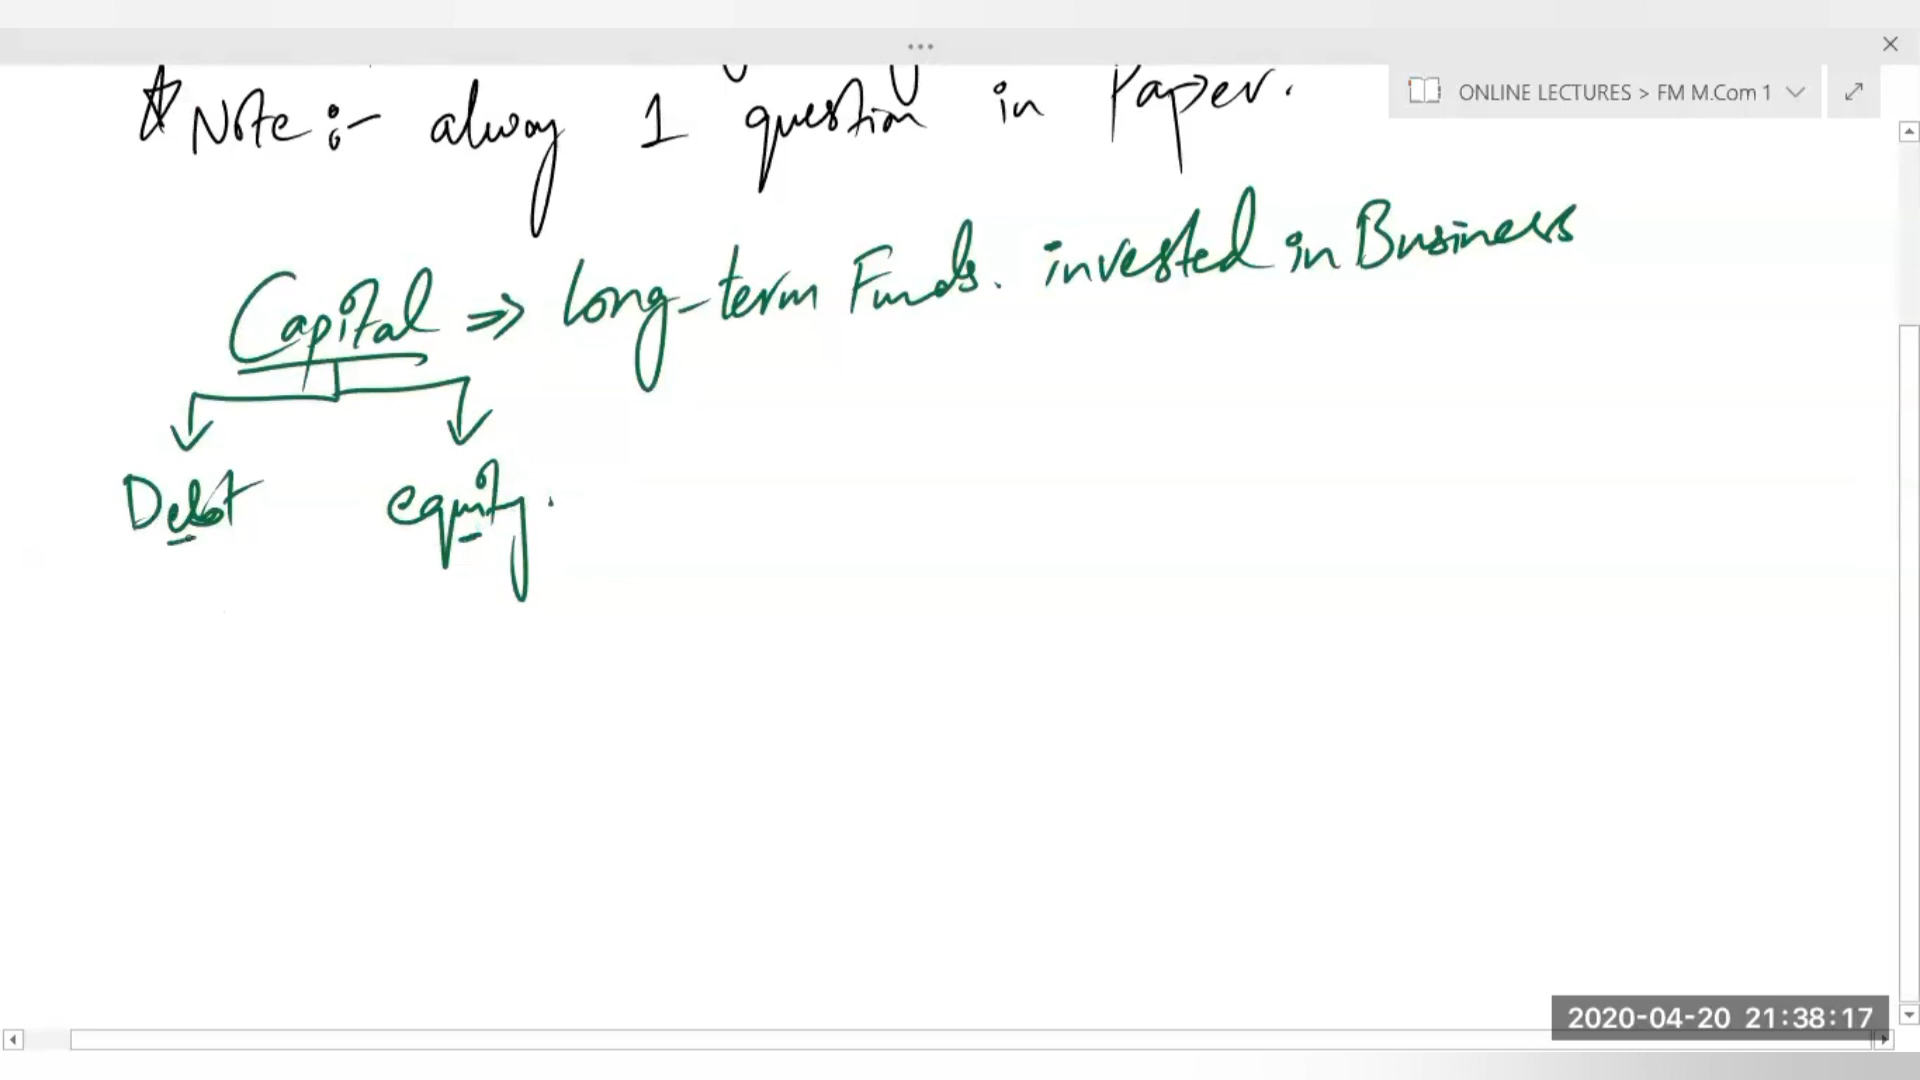 ONLINE LECTURES > FM M.Com 1
☆ Note :- alway 1 question in Paper.
Capital ⇒ Long-term Funds. invested in Business
Debt equity.
2020-04-20 21:38:17